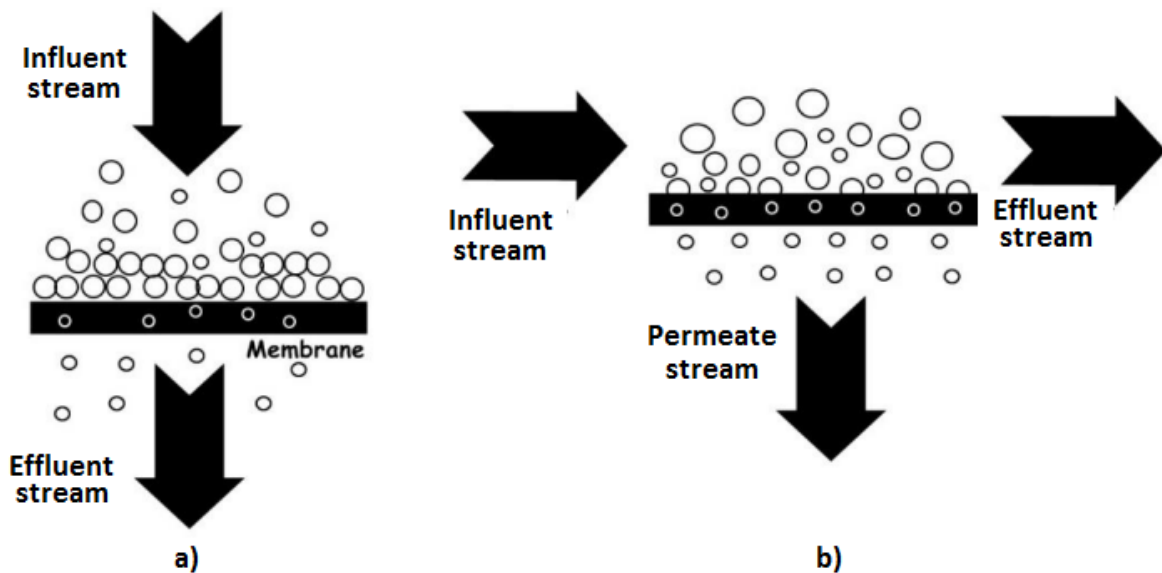 Influent
stream
Membrane
Effluent
stream
a)
Influent
stream
Effluent
stream
Permeate
stream
b)